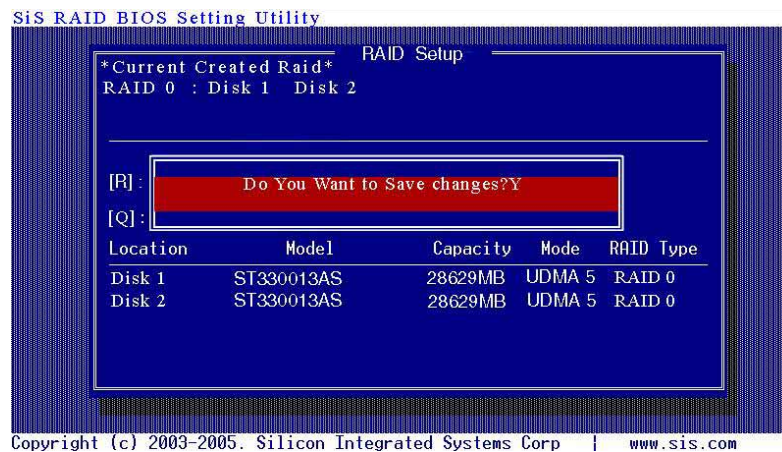 SiS RAID BIOS Setting Utility
RAID Setup
*Current Created Raid*
RAID 0 : Disk 1 Disk 2
[R] :
Do You Want to Save changes?Y
[Q] :
Location Model Capacity Mode RAID Type
Disk 1 ST330013AS 28629MB UDMA 5 RAID 0
Disk 2 ST330013AS 28629MB UDMA 5 RAID 0
Copyright (c) 2003-2005. Silicon Integrated Systems Corp | www.sis.com